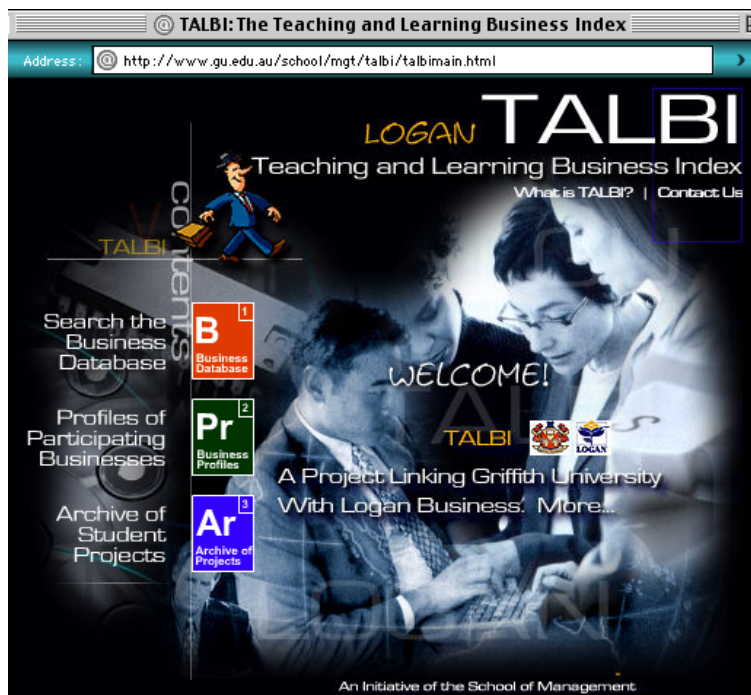 TALBI: The Teaching and Learning Business Index
Address: http://www.gu.edu.au/school/mgt/talbi/talbimain.html
LOGAN TALBI
Teaching and Learning Business Index
What is TALBI? | Contact Us
contents
TALBI
Search the
Business
Database
B 1
Business
Database
Profiles of
Participating
Businesses
Pr 2
Business
Profiles
Archive of
Student
Projects
Ar 3
Archive of
Projects
WELCOME!
TALBI
LOGAN
A Project Linking Griffith University
With Logan Business. More...
LOGAN
An Initiative of the School of Management